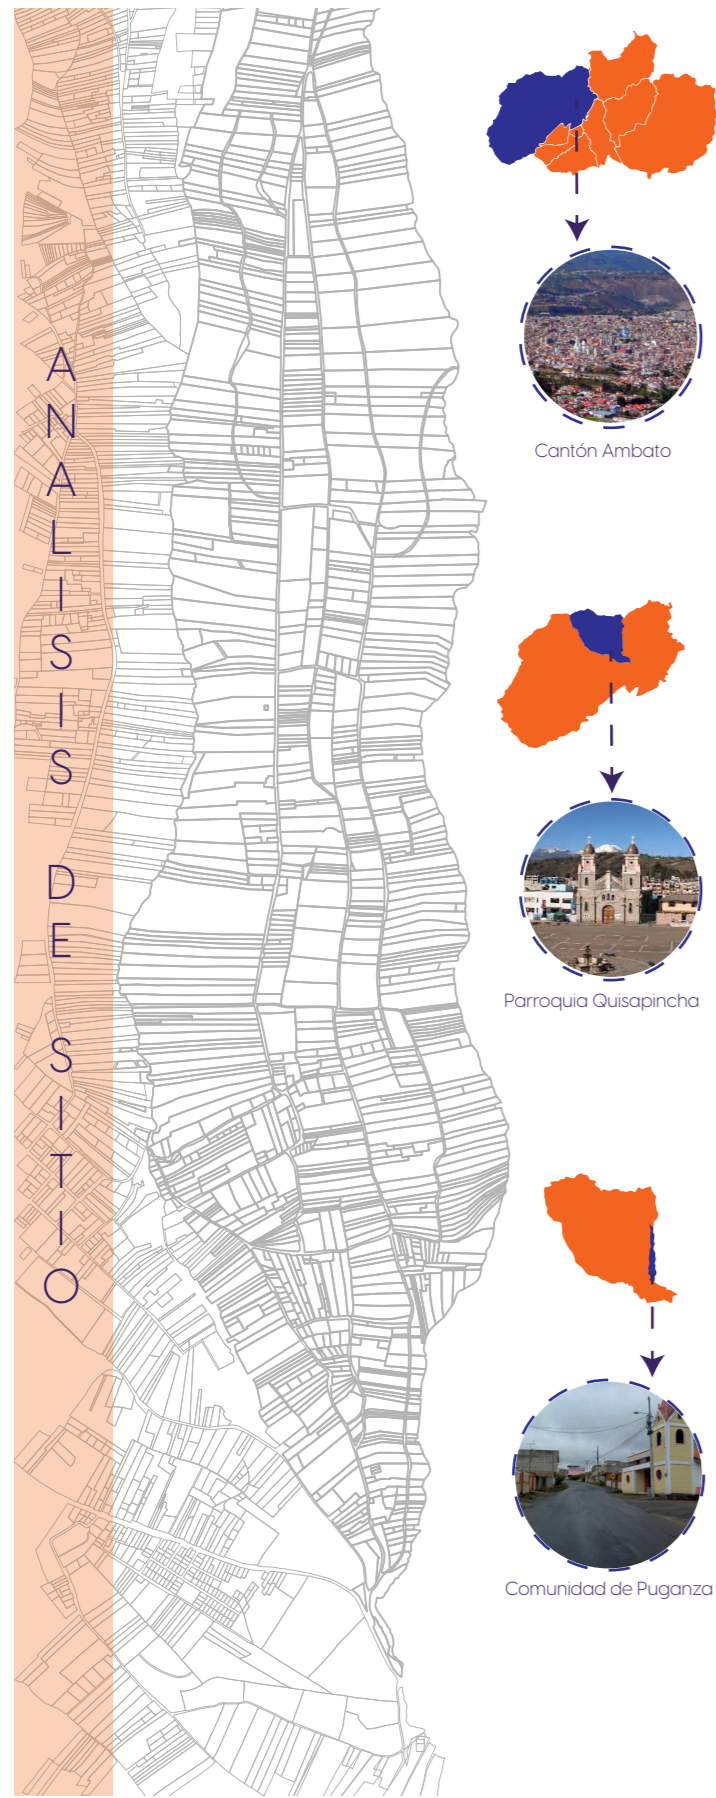 ANALISIS DE SITIO
Cantón Ambato
Parroquia Quisapincha
Comunidad de Puganza